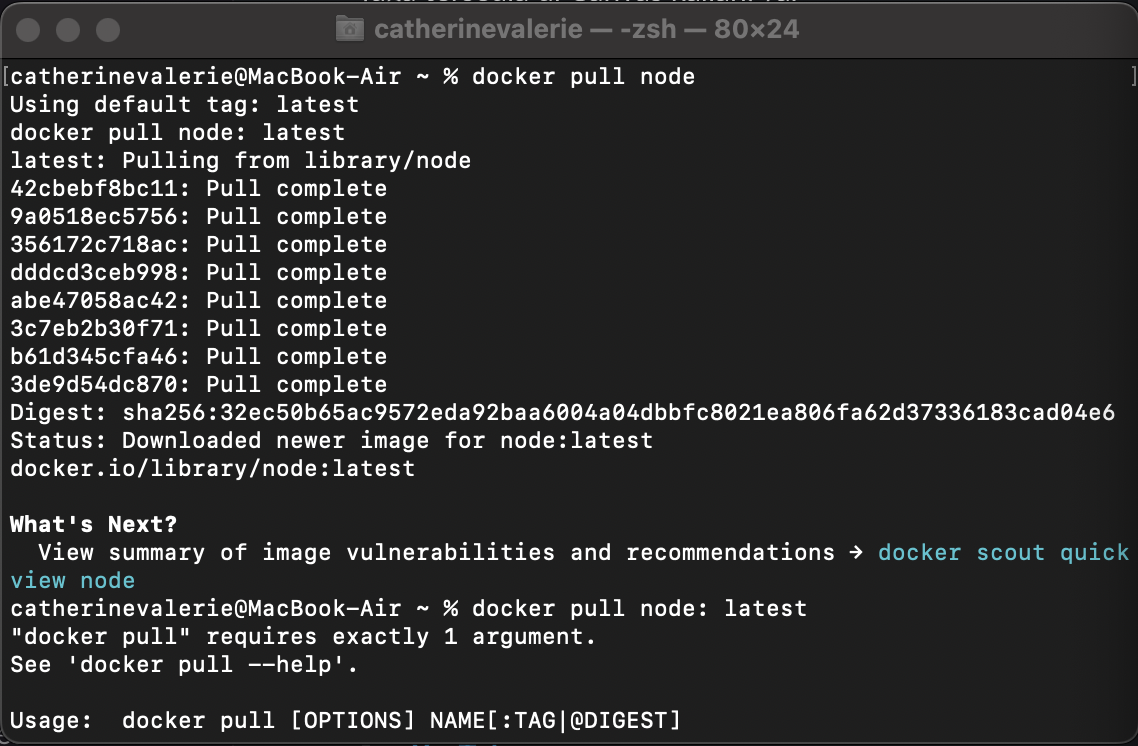 catherinevalerie — -zsh — 80×24
[catherinevalerie@MacBook-Air ~ % docker pull node ]
Using default tag: latest
docker pull node: latest
latest: Pulling from library/node
42cbebf8bc11: Pull complete
9a0518ec5756: Pull complete
356172c718ac: Pull complete
dddcd3ceb998: Pull complete
abe47058ac42: Pull complete
3c7eb2b30f71: Pull complete
b61d345cfa46: Pull complete
3de9d54dc870: Pull complete
Digest: sha256:32ec50b65ac9572eda92baa6004a04dbbfc8021ea806fa62d37336183cad04e6
Status: Downloaded newer image for node:latest
docker.io/library/node:latest
What's Next?
View summary of image vulnerabilities and recommendations → docker scout quick
view node
catherinevalerie@MacBook-Air ~ % docker pull node: latest
"docker pull" requires exactly 1 argument.
See 'docker pull --help'.
Usage:  docker pull [OPTIONS] NAME[:TAG|@DIGEST]